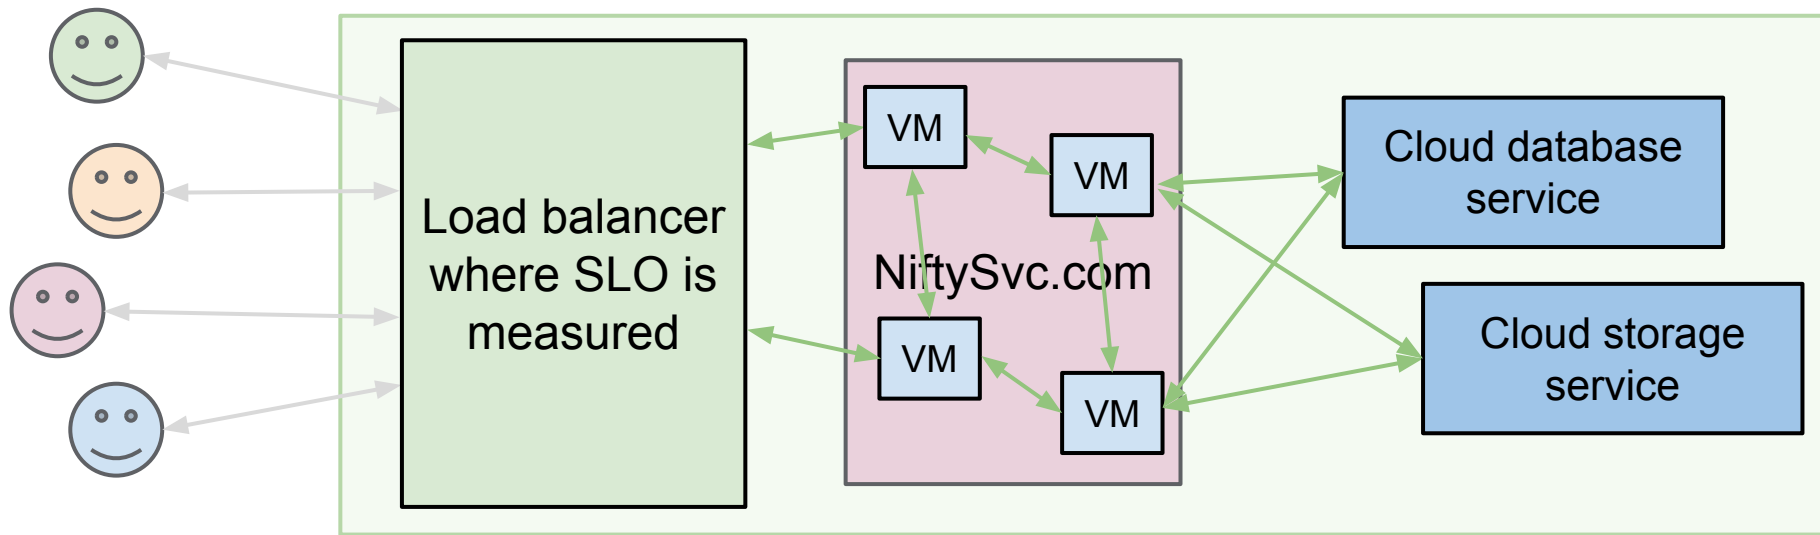 Load balancer
where SLO is
measured
VM
VM
NiftySvc.com
VM
VM
Cloud database
service
Cloud storage
service